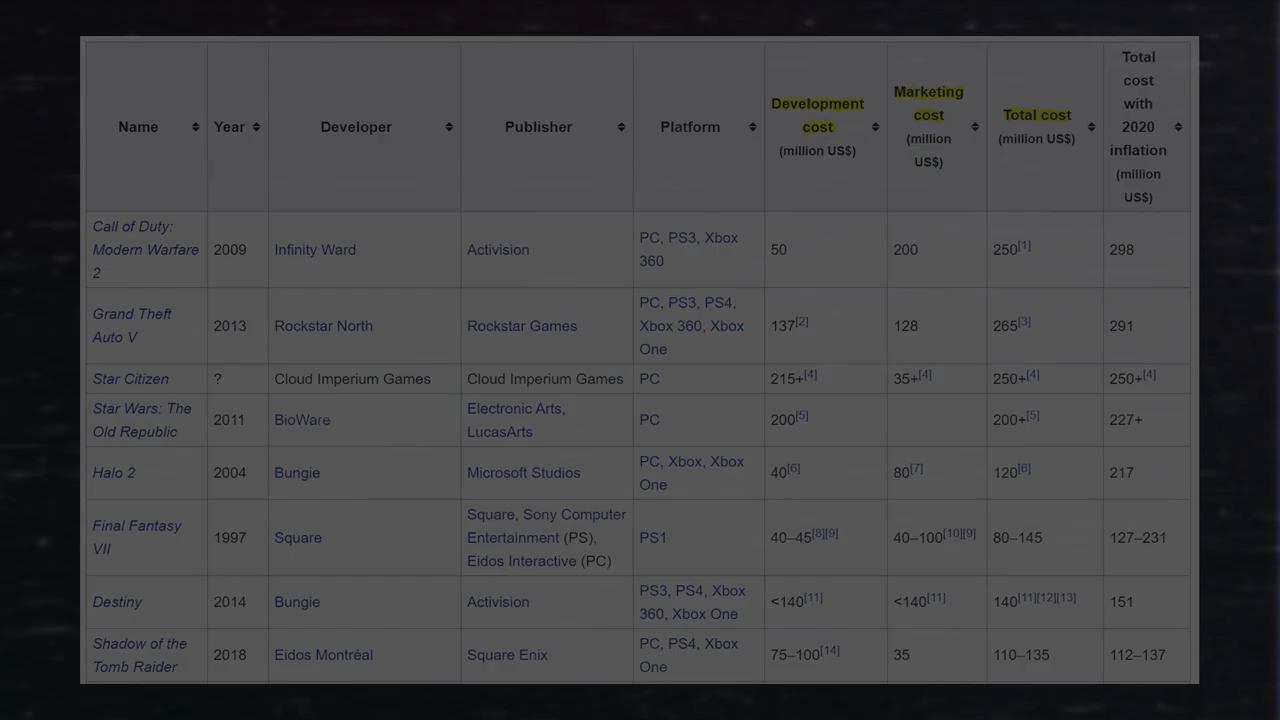 Name Year Developer Publisher Platform Development cost (million US$) Marketing cost (million US$) Total cost (million US$) Total cost with 2020 inflation (million US$)
Call of Duty: Modern Warfare 2 2009 Infinity Ward Activision PC, PS3, Xbox 360 50 200 250[1] 298
Grand Theft Auto V 2013 Rockstar North Rockstar Games PC, PS3, PS4, Xbox 360, Xbox One 137[2] 128 265[3] 291
Star Citizen ? Cloud Imperium Games Cloud Imperium Games PC 215+[4] 35+[4] 250+[4] 250+[4]
Star Wars: The Old Republic 2011 BioWare Electronic Arts, LucasArts PC 200[5] 200+[5] 227+
Halo 2 2004 Bungie Microsoft Studios PC, Xbox, Xbox One 40[6] 80[7] 120[6] 217
Final Fantasy VII 1997 Square Square, Sony Computer Entertainment (PS), Eidos Interactive (PC) PS1 40–45[8][9] 40–100[10][9] 80–145 127–231
Destiny 2014 Bungie Activision PS3, PS4, Xbox 360, Xbox One <140[11] <140[11] 140[11][12][13] 151
Shadow of the Tomb Raider 2018 Eidos Montréal Square Enix PC, PS4, Xbox One 75–100[14] 35 110–135 112–137